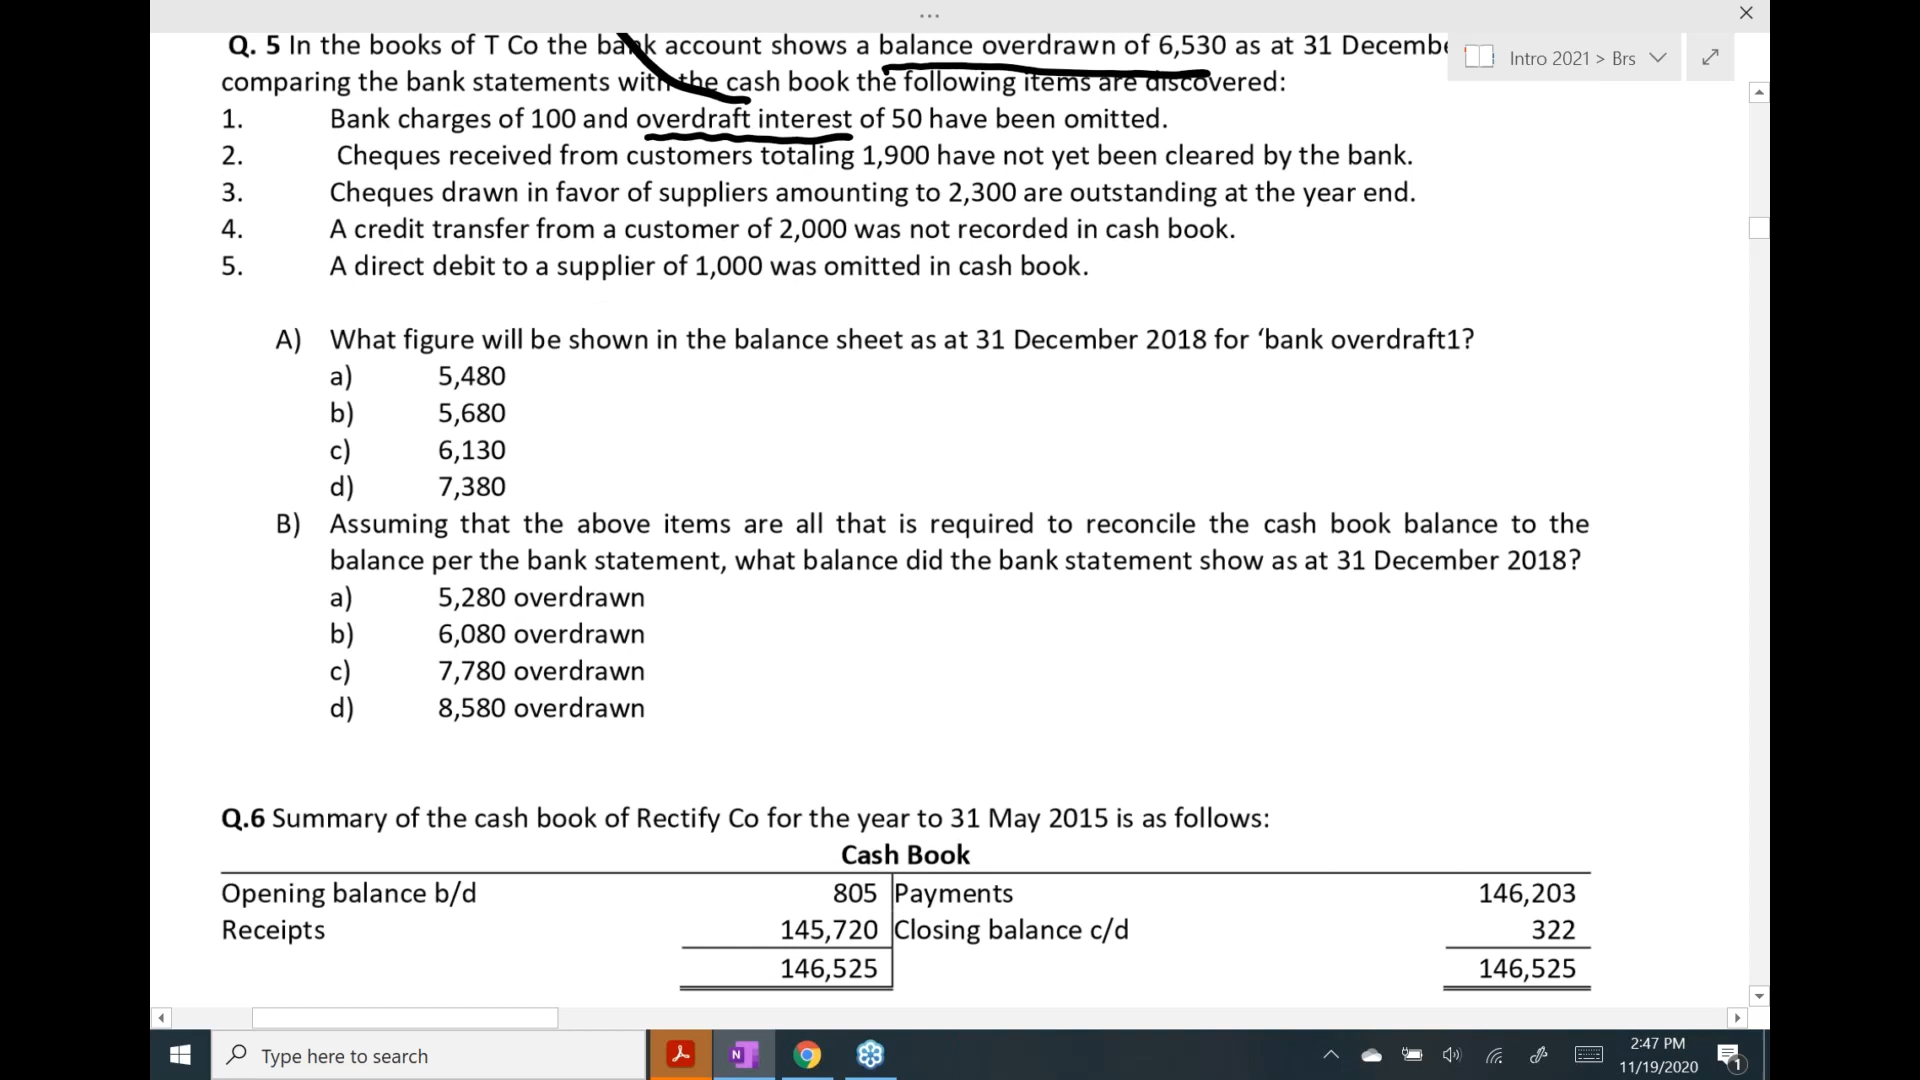 Q. 5 In the books of T Co the bank account shows a balance overdrawn of 6,530 as at 31 Decembe
Intro 2021 > Brs
comparing the bank statements with the cash book the following items are discovered:
1. Bank charges of 100 and overdraft interest of 50 have been omitted.
2. Cheques received from customers totaling 1,900 have not yet been cleared by the bank.
3. Cheques drawn in favor of suppliers amounting to 2,300 are outstanding at the year end.
4. A credit transfer from a customer of 2,000 was not recorded in cash book.
5. A direct debit to a supplier of 1,000 was omitted in cash book.
A) What figure will be shown in the balance sheet as at 31 December 2018 for ‘bank overdraft1?
a) 5,480
b) 5,680
c) 6,130
d) 7,380
B) Assuming that the above items are all that is required to reconcile the cash book balance to the
balance per the bank statement, what balance did the bank statement show as at 31 December 2018?
a) 5,280 overdrawn
b) 6,080 overdrawn
c) 7,780 overdrawn
d) 8,580 overdrawn
Q.6 Summary of the cash book of Rectify Co for the year to 31 May 2015 is as follows:
Cash Book
Opening balance b/d 805 Payments 146,203
Receipts 145,720 Closing balance c/d 322
146,525 146,525
Type here to search
N
2:47 PM
11/19/2020
1